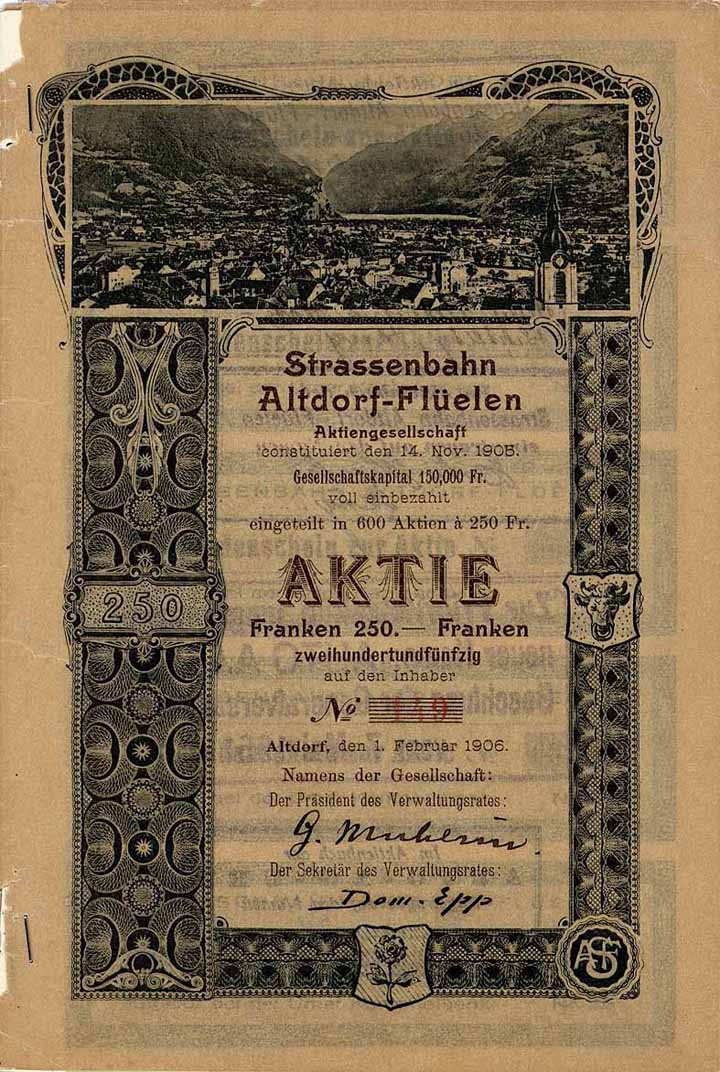 Strassenbahn
Altdorf-Flüelen
Aktiengesellschaft
constituiert den 14. Nov. 1905.
Gesellschaftskapital 150,000 Fr.
voll einbezahlt
eingeteilt in 600 Aktien à 250 Fr.
AKTIE
250
Franken 250.— Franken
zweihundertundfünfzig
auf den Inhaber
No 149
Altdorf, den 1. Februar 1906.
Namens der Gesellschaft:
Der Präsident des Verwaltungsrates:
Der Sekretär des Verwaltungsrates:
Dom. Epp